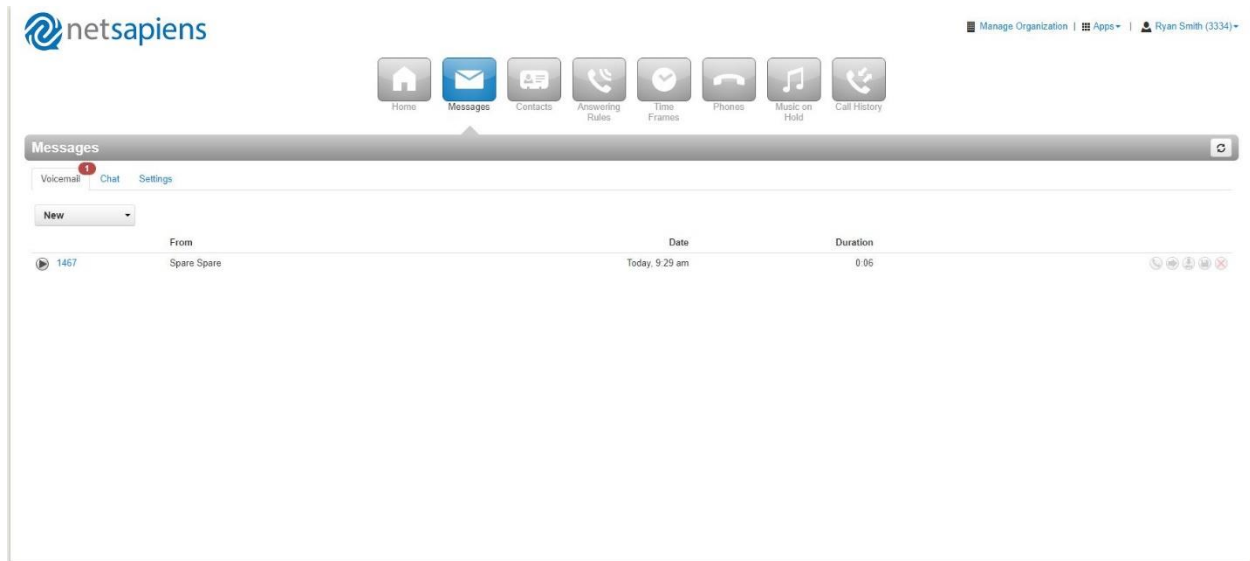 netsapiens
Manage Organization | Apps | Ryan Smith (3334)
Home Messages Contacts Answering Rules Time Frames Phones Music on Hold Call History
Messages
Voicemail 1 Chat Settings
New
From Date Duration
1467 Spare Spare Today, 9:29 am 0:06